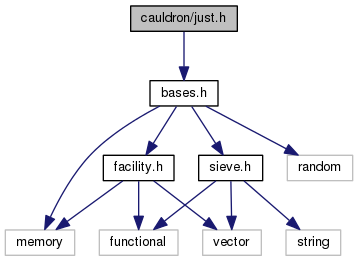 cauldron/just.h
bases.h
facility.h
sieve.h
random
memory
functional
vector
string